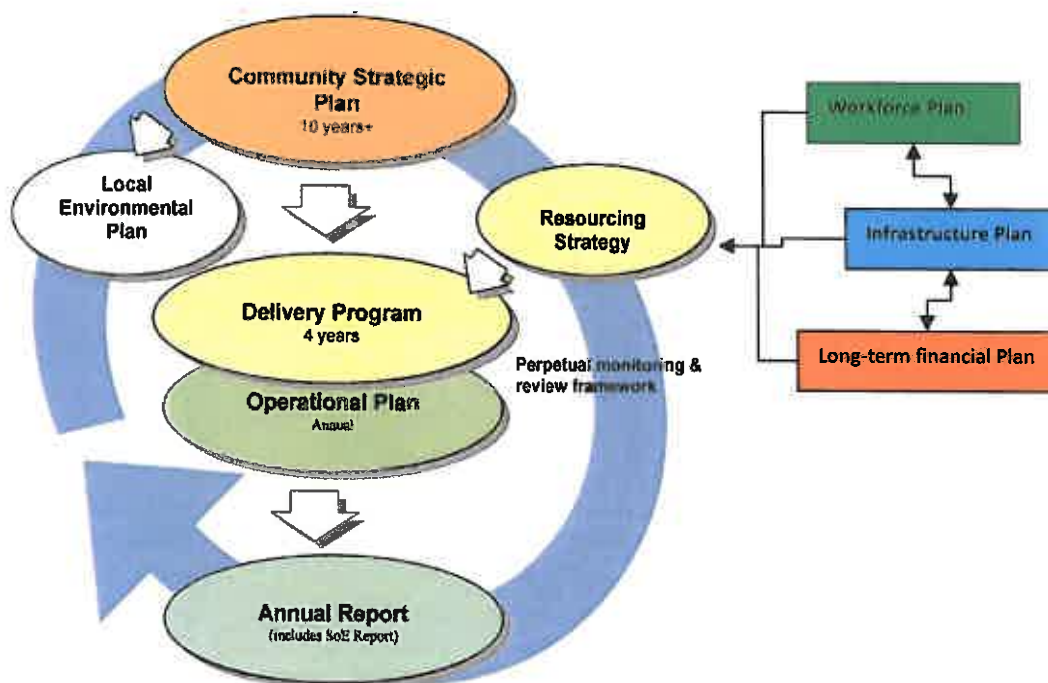 Community Strategic
Plan
10 years+
Local
Environmental
Plan
Resourcing
Strategy
Delivery Program
4 years
Operational Plan
Annual
Perpetual monitoring &
review framework
Annual Report
(includes SoE Report)
Workforce Plan
Infrastructure Plan
Long-term financial Plan